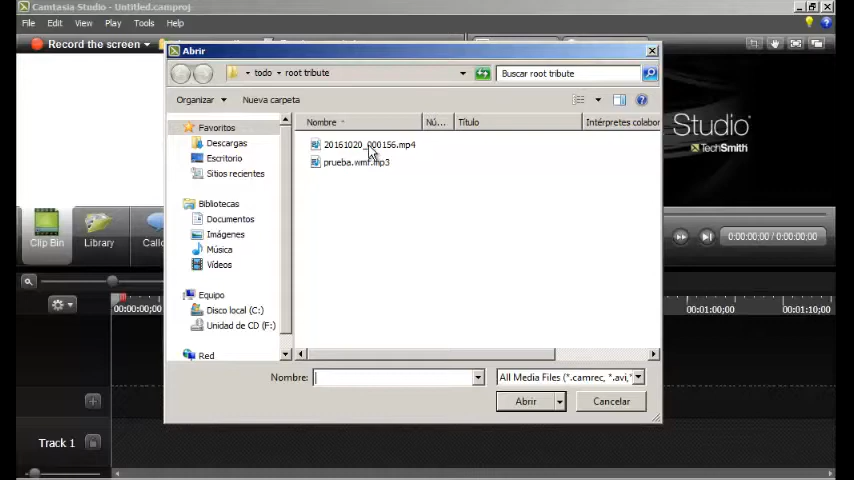 Camtasia Studio - Untitled.camproj
File Edit View Play Tools Help
Record the screen
Abrir
todo root tribute
Buscar root tribute
Organizar Nueva carpeta
Favoritos
Descargas
Escritorio
Sitios recientes
Bibliotecas
Documentos
Imágenes
Música
Vídeos
Equipo
Disco local (C:)
Unidad de CD (F:)
Red
Nombre Nú... Título Intérpretes colabor
20161020_000156.mp4
prueba.wmf.mp3
Nombre:
All Media Files (*.camrec, *.avi,*
Abrir Cancelar
Studio
TechSmith
Clip Bin Library Callo
0:00:00;00 / 0:00:00;00
00:00:00;00 00:01:00;00 00:01:10;00
Track 1